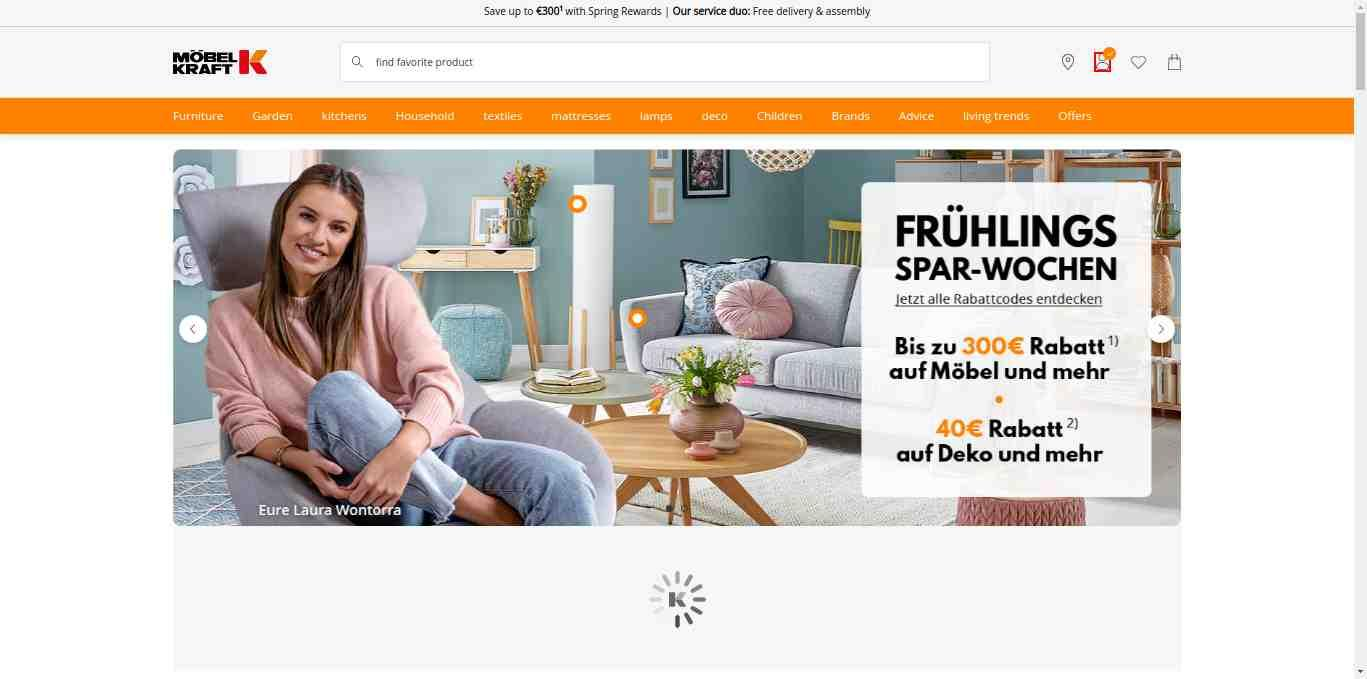 Save up to €300¹ with Spring Rewards | Our service duo: Free delivery & assembly
MÖBEL
KRAFT K
find favorite product
Furniture Garden kitchens Household textiles mattresses lamps deco Children Brands Advice living trends Offers
FRÜHLINGS
SPAR-WOCHEN
Jetzt alle Rabattcodes entdecken
Bis zu 300€ Rabatt 1)
auf Möbel und mehr
40€ Rabatt 2)
auf Deko und mehr
Eure Laura Wontorra
K